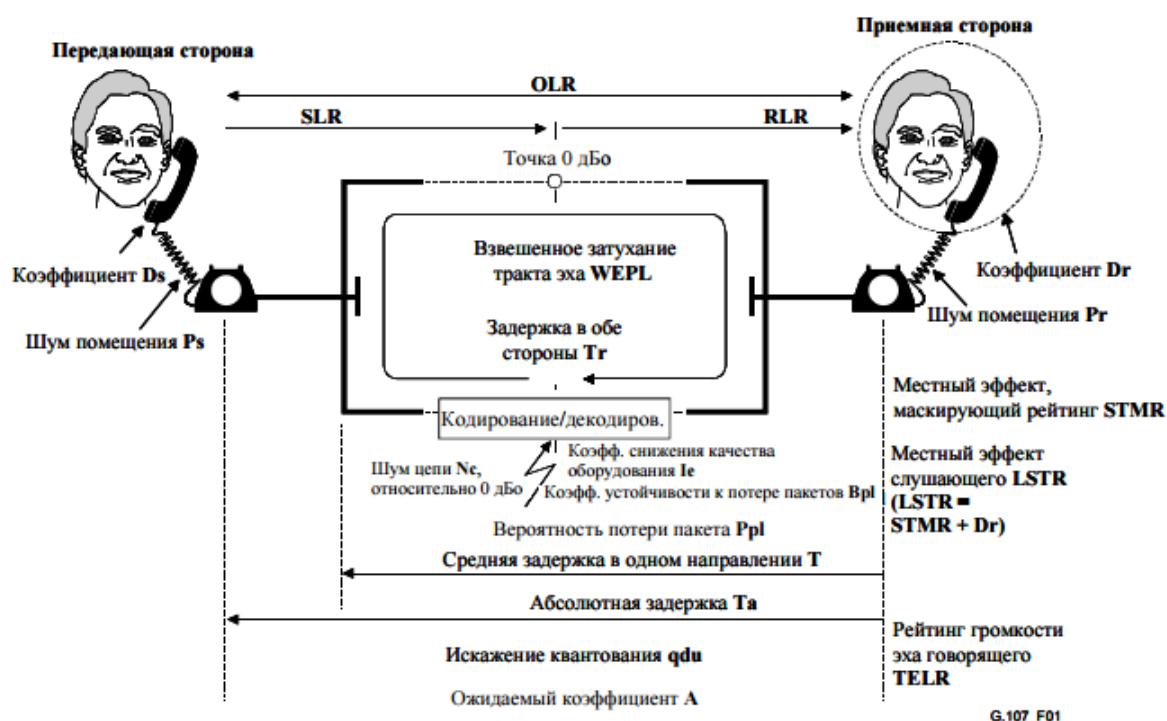 Приемная сторона
Передающая сторона
OLR
SLR
RLR
Точка 0 дБо
Взвешенное затухание
тракта эха WEPL
Коэффициент Ds
Коэффициент Dr
Шум помещения Ps
Шум помещения Pr
Задержка в обе
стороны Tr
Местный эффект,
маскирующий рейтинг STMR
Кодирование/декодиров.
Шум цепи Nc,
относительно 0 дБо
Коэфф. снижения качества
оборудования Ie
Коэфф. устойчивости к потере пакетов Bpl
Местный эффект
слушающего LSTR
(LSTR =
STMR + Dr)
Вероятность потери пакета Ppl
Средняя задержка в одном направлении T
Абсолютная задержка Ta
Рейтинг громкости
эха говорящего
TELR
Искажение квантования qdu
Ожидаемый коэффициент A
G.107_F01